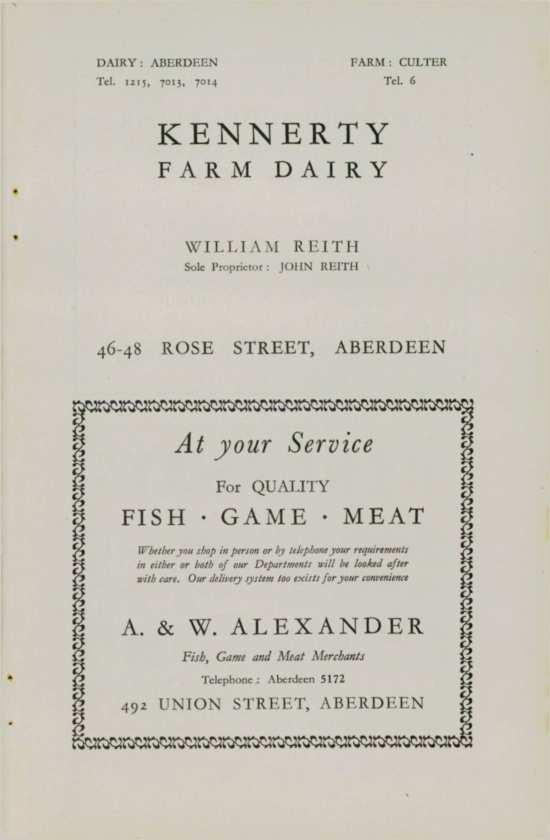 DAIRY : ABERDEEN FARM : CULTER
Tel. 1215, 7013, 7014 Tel. 6
KENNERTY
FARM DAIRY
WILLIAM REITH
Sole Proprietor : JOHN REITH
46-48 ROSE STREET, ABERDEEN
At your Service
For QUALITY
FISH · GAME · MEAT
Whether you shop in person or by telephone your requirements
in either or both of our Departments will be looked after
with care. Our delivery system too exists for your convenience
A. & W. ALEXANDER
Fish, Game and Meat Merchants
Telephone : Aberdeen 5172
492 UNION STREET, ABERDEEN